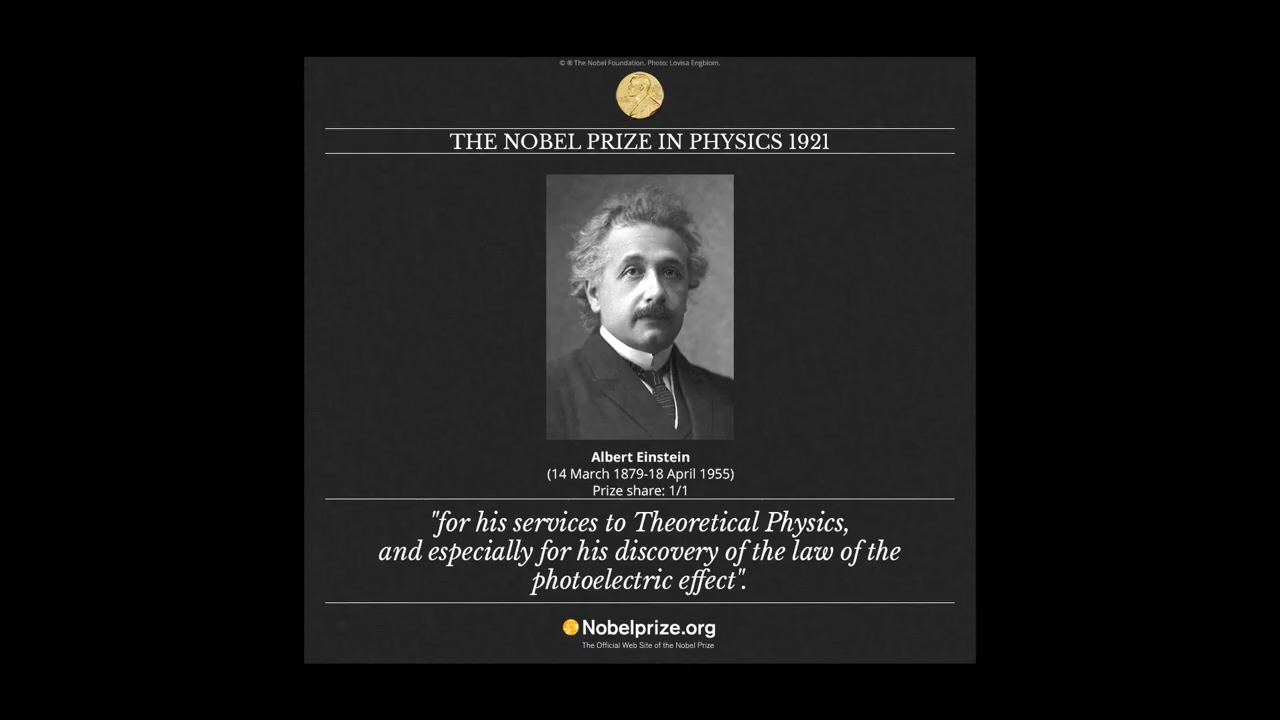 © ® The Nobel Foundation. Photo: Lovisa Engblom.
THE NOBEL PRIZE IN PHYSICS 1921
Albert Einstein
(14 March 1879-18 April 1955)
Prize share: 1/1
"for his services to Theoretical Physics,
and especially for his discovery of the law of the
photoelectric effect".
Nobelprize.org
The Official Web Site of the Nobel Prize